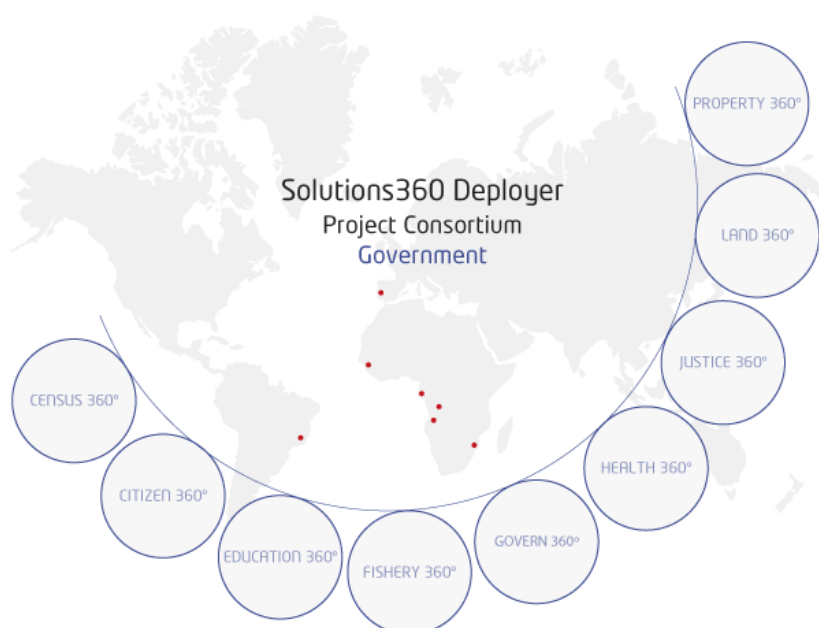 Solutions360 Deployer
Project Consortium
Government
PROPERTY 360º
LAND 360º
JUSTICE 360º
HEALTH 360º
GOVERN 360º
FISHERY 360º
EDUCATION 360º
CITIZEN 360º
CENSUS 360º